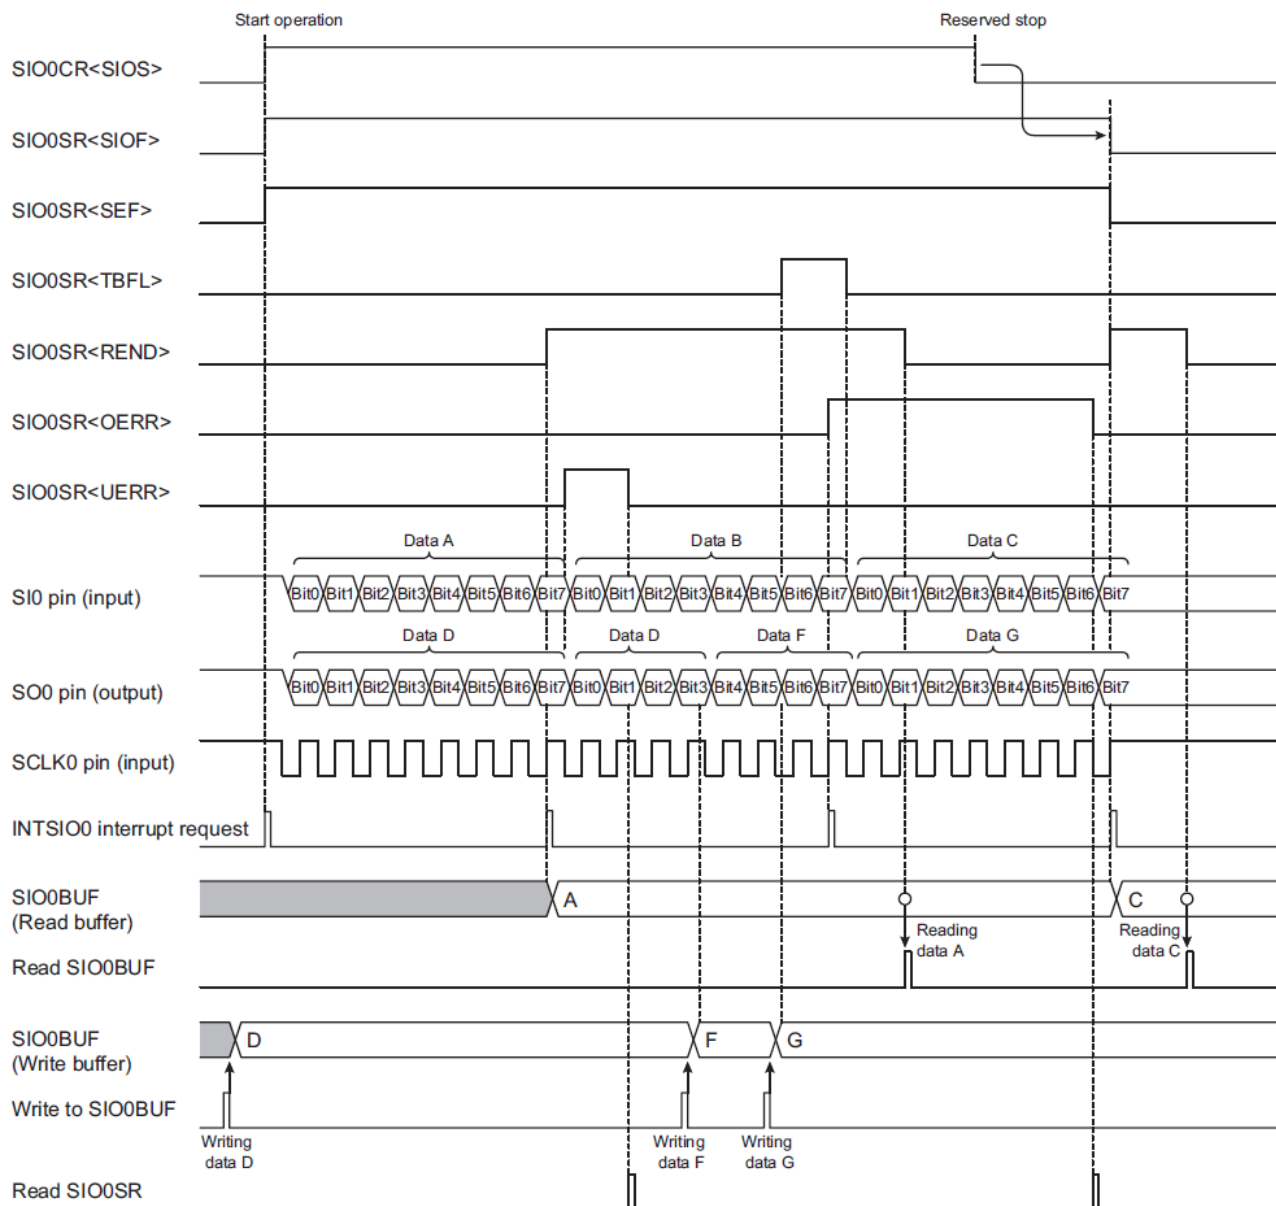 Start operation
Reserved stop
SIO0CR<SIOS>
SIO0SR<SIOF>
SIO0SR<SEF>
SIO0SR<TBFL>
SIO0SR<REND>
SIO0SR<OERR>
SIO0SR<UERR>
Data A Data B Data C
SI0 pin (input) Bit0 Bit1 Bit2 Bit3 Bit4 Bit5 Bit6 Bit7 Bit0 Bit1 Bit2 Bit3 Bit4 Bit5 Bit6 Bit7 Bit0 Bit1 Bit2 Bit3 Bit4 Bit5 Bit6 Bit7
Data D Data D Data F Data G
SO0 pin (output) Bit0 Bit1 Bit2 Bit3 Bit4 Bit5 Bit6 Bit7 Bit0 Bit1 Bit2 Bit3 Bit4 Bit5 Bit6 Bit7 Bit0 Bit1 Bit2 Bit3 Bit4 Bit5 Bit6 Bit7
SCLK0 pin (input)
INTSIO0 interrupt request
SIO0BUF
(Read buffer)
A
C
Reading
data A
Reading
data C
Read SIO0BUF
SIO0BUF
(Write buffer)
D
F
G
Write to SIO0BUF
Writing
data D
Writing
data F
Writing
data G
Read SIO0SR